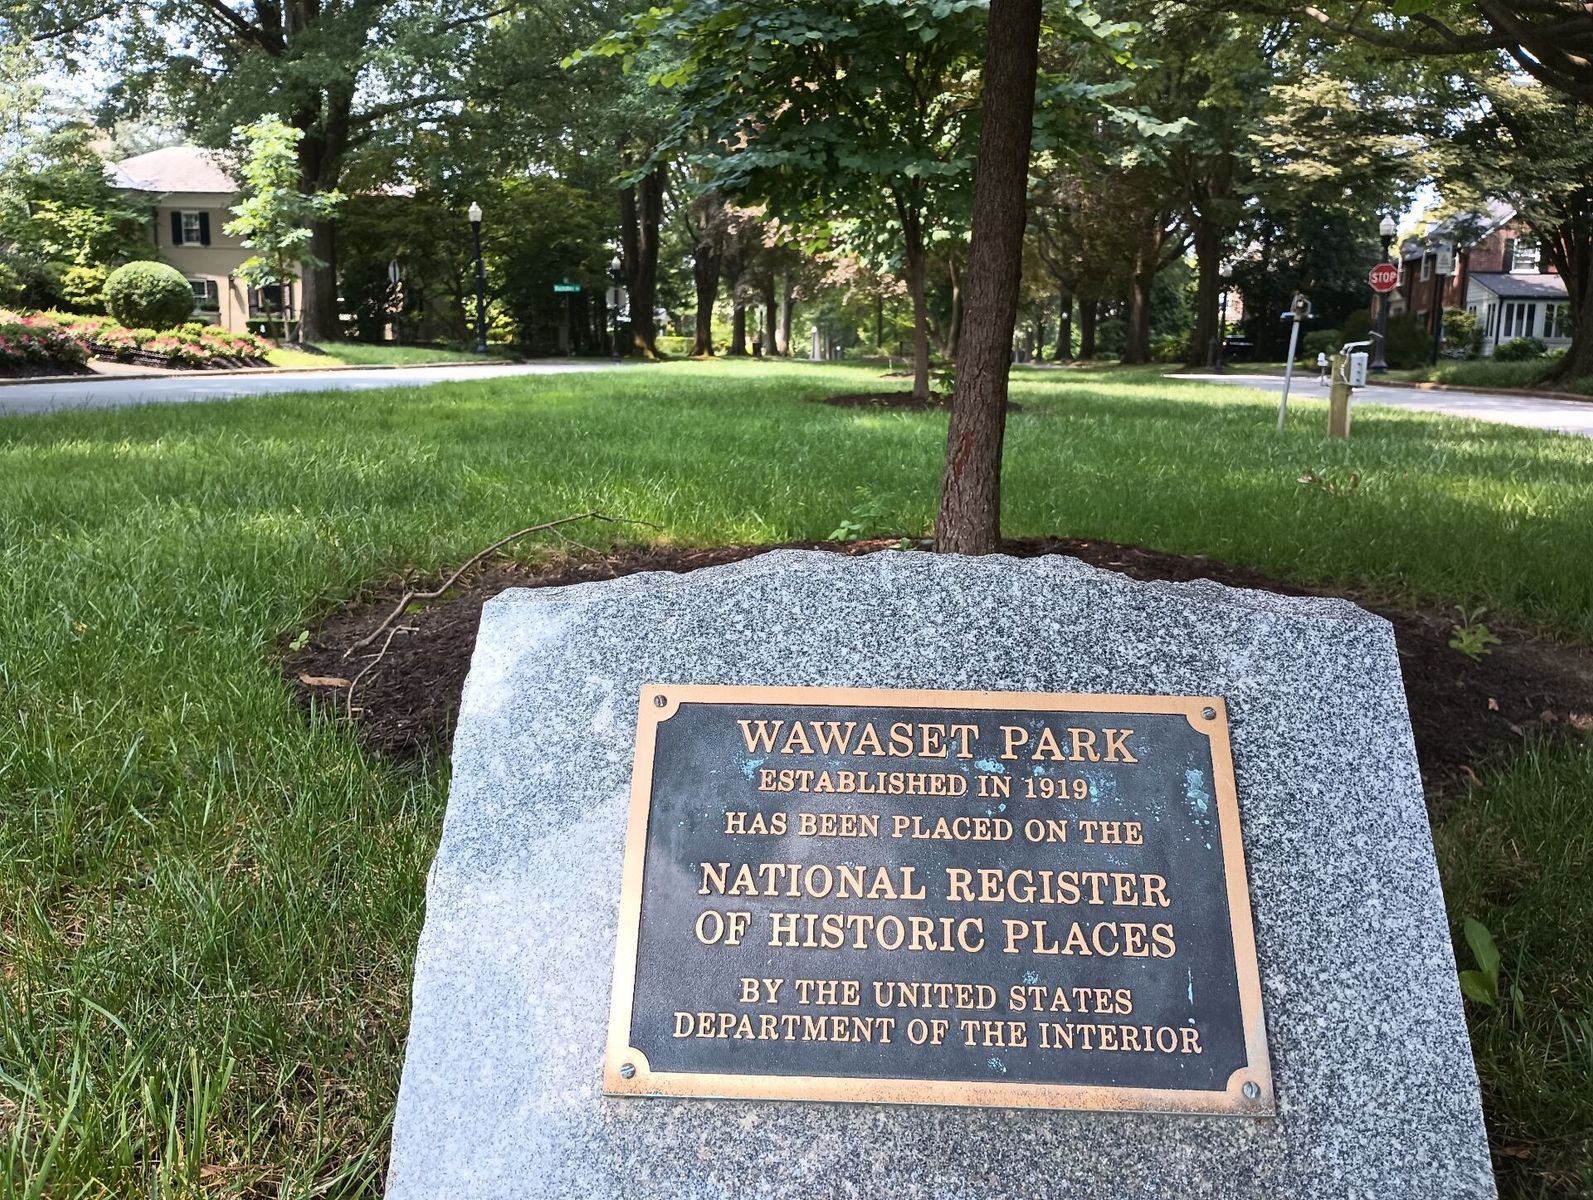 STOP
WAWASET PARK
ESTABLISHED IN 1919
HAS BEEN PLACED ON THE
NATIONAL REGISTER
OF HISTORIC PLACES
BY THE UNITED STATES
DEPARTMENT OF THE INTERIOR